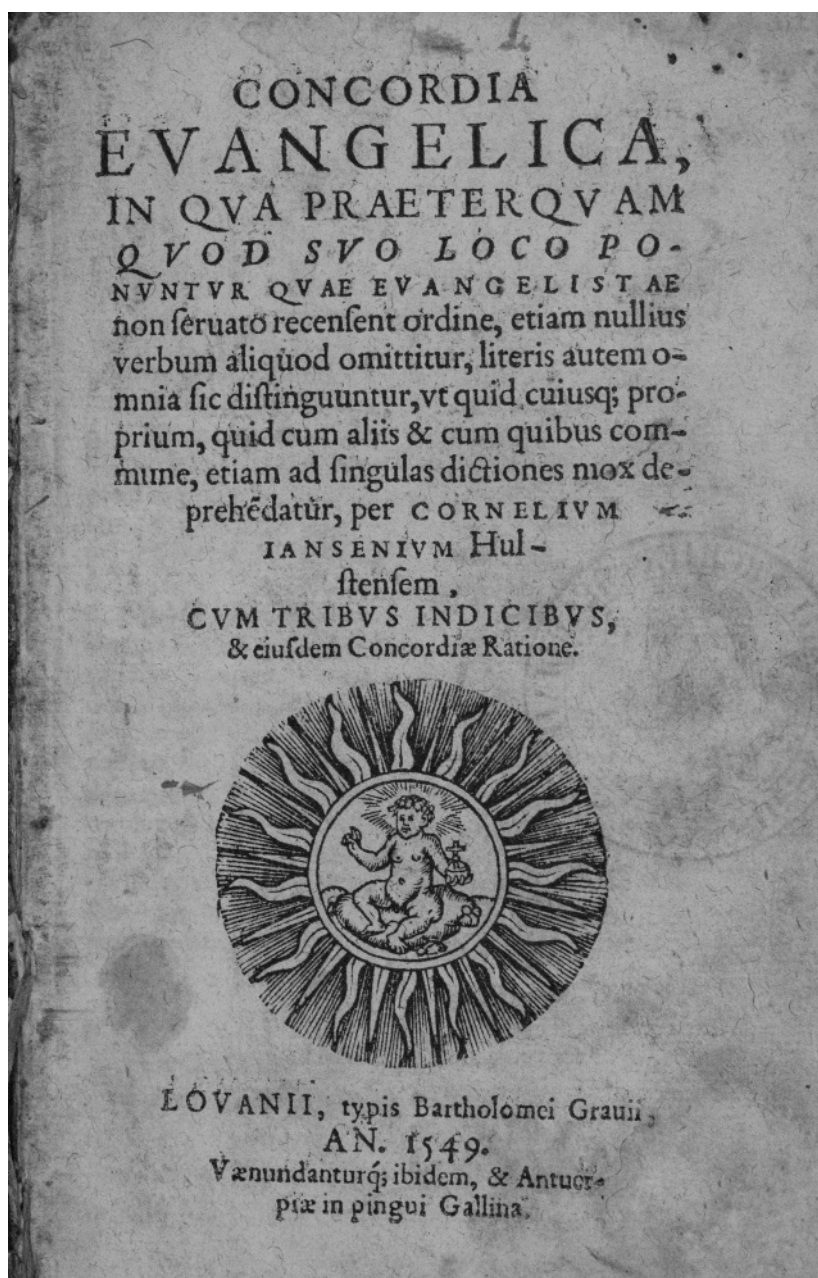 CONCORDIA
EVANGELICA,
IN QVA PRAETERQVAM
QVOD SVO LOCO PO-
NVNTVR QVAE EVANGELISTAE
non ſeruato recenſent ordine, etiam nullius
verbum aliquod omittitur, literis autem o-
mnia ſic diſtinguuntur, vt quid cuiusq; pro-
prium, quid cum aliis & cum quibus com-
mune, etiam ad ſingulas dictiones mox de-
prehēdatur, per CORNELIVM
IANSENIVM Hul-
ſtenſem.
CVM TRIBVS INDICIBVS,
& eiuſdem Concordiæ Ratione.
LOVANII, typis Bartholomei Grauii,
AN. 1549.
Vænundanturq́; ibidem, & Antuer-
piæ in pingui Gallina.